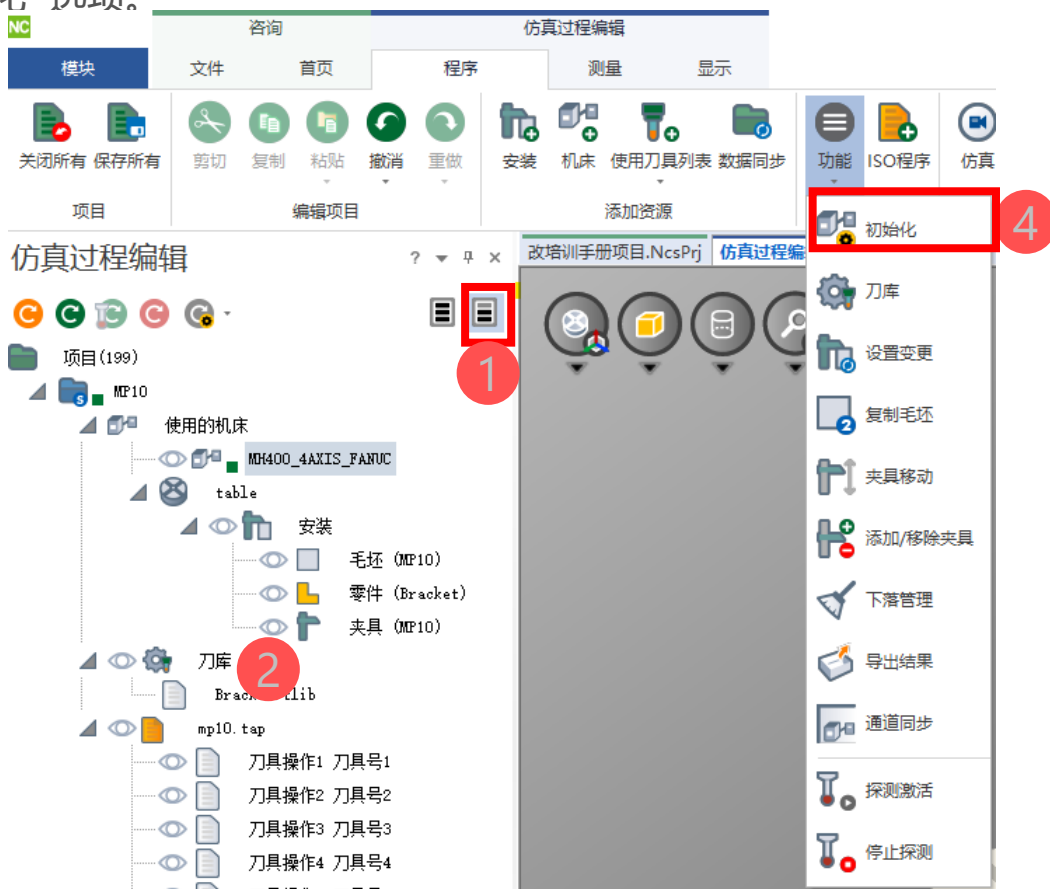 选项。
NC
咨询 仿真过程编辑
模块 文件 首页 程序 测量 显示
关闭所有 保存所有 剪切 复制 粘贴 撤消 重做 安装 机床 使用刀具列表 数据同步 功能 ISO程序 仿真
项目 编辑项目 添加资源
初始化
4
仿真过程编辑 ?
改培训手册项目.NcsPrj 仿真过程编
刀库
1
项目(199)
设置变更
S MP10
复制毛坯
2
使用的机床
MH400_4AXIS_FANUC
夹具移动
table
安装
添加/移除夹具
毛坯 (MP10)
零件 (Bracket)
下落管理
夹具 (MP10)
刀库
2
导出结果
mp10.tap
通道同步
刀具操作1 刀具号1
刀具操作2 刀具号2
探测激活
刀具操作3 刀具号3
刀具操作4 刀具号4
停止探测